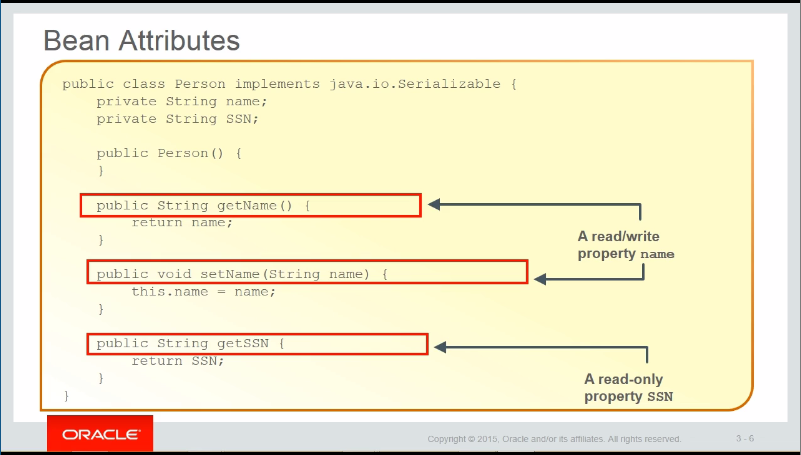 Bean Attributes
public class Person implements java.io.Serializable {
private String name;
private String SSN;
public Person() {
}
public String getName() {
return name;
}
A read/write
property name
public void setName(String name) {
this.name = name;
}
public String getSSN {
return SSN;
}
A read-only
property SSN
}
ORACLE®
Copyright © 2015, Oracle and/or its affiliates. All rights reserved.
3 - 6